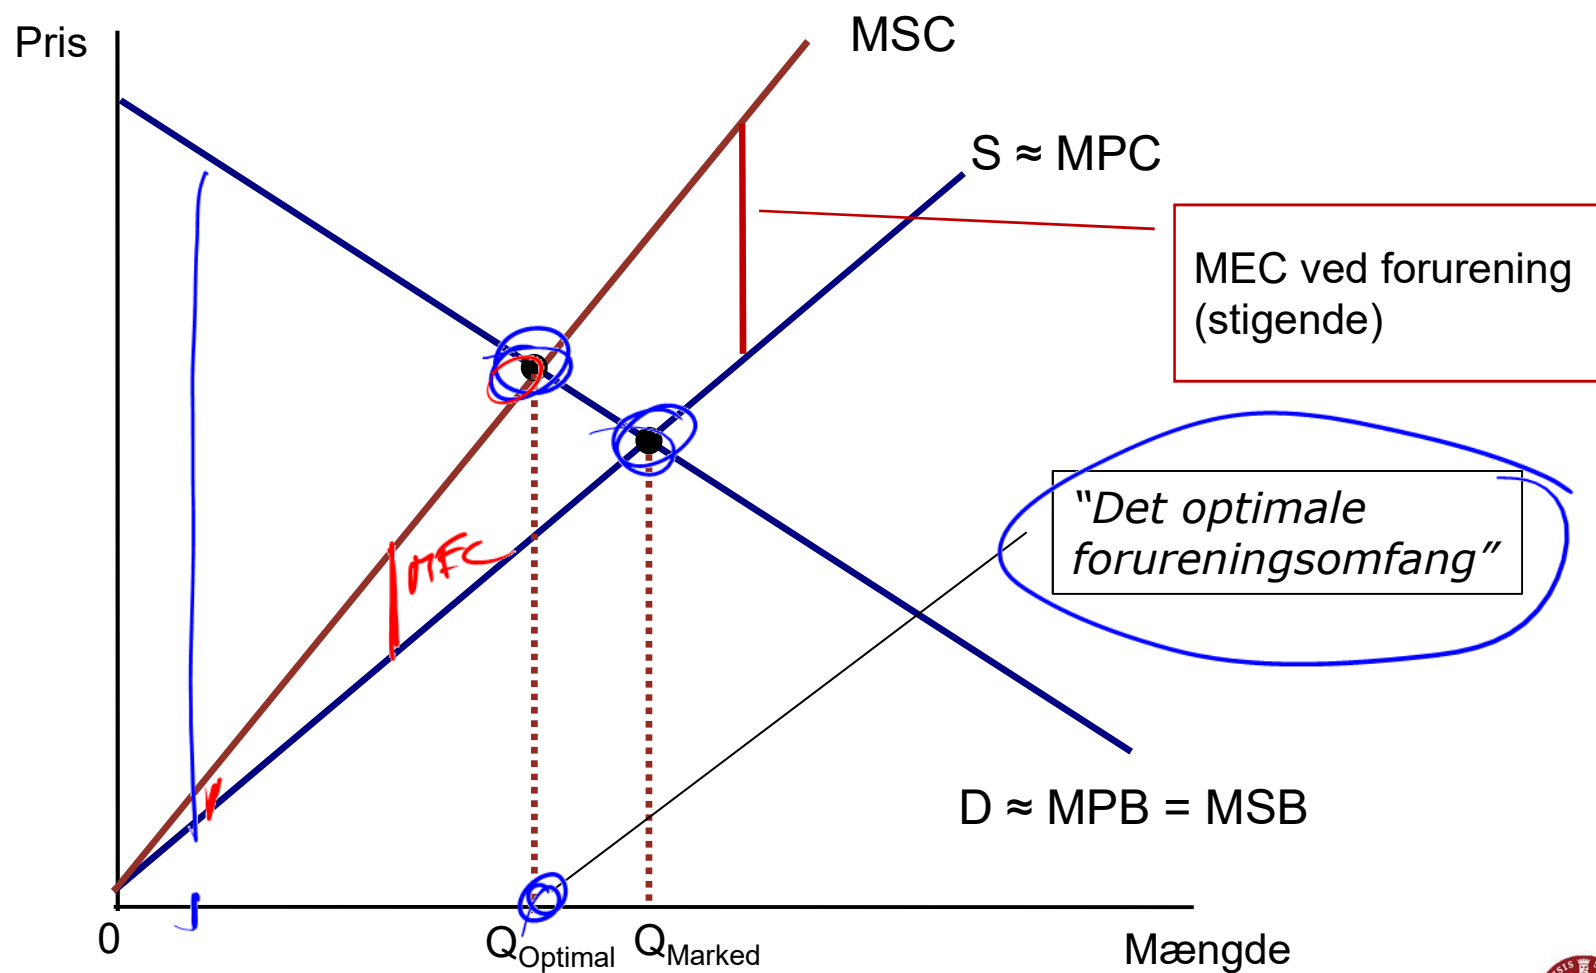 Pris
MSC
S ≈ MPC
MEC ved forurening
(stigende)
“Det optimale
forureningsomfang”
MEC
D ≈ MPB = MSB
0
QOptimal
QMarked
Mængde